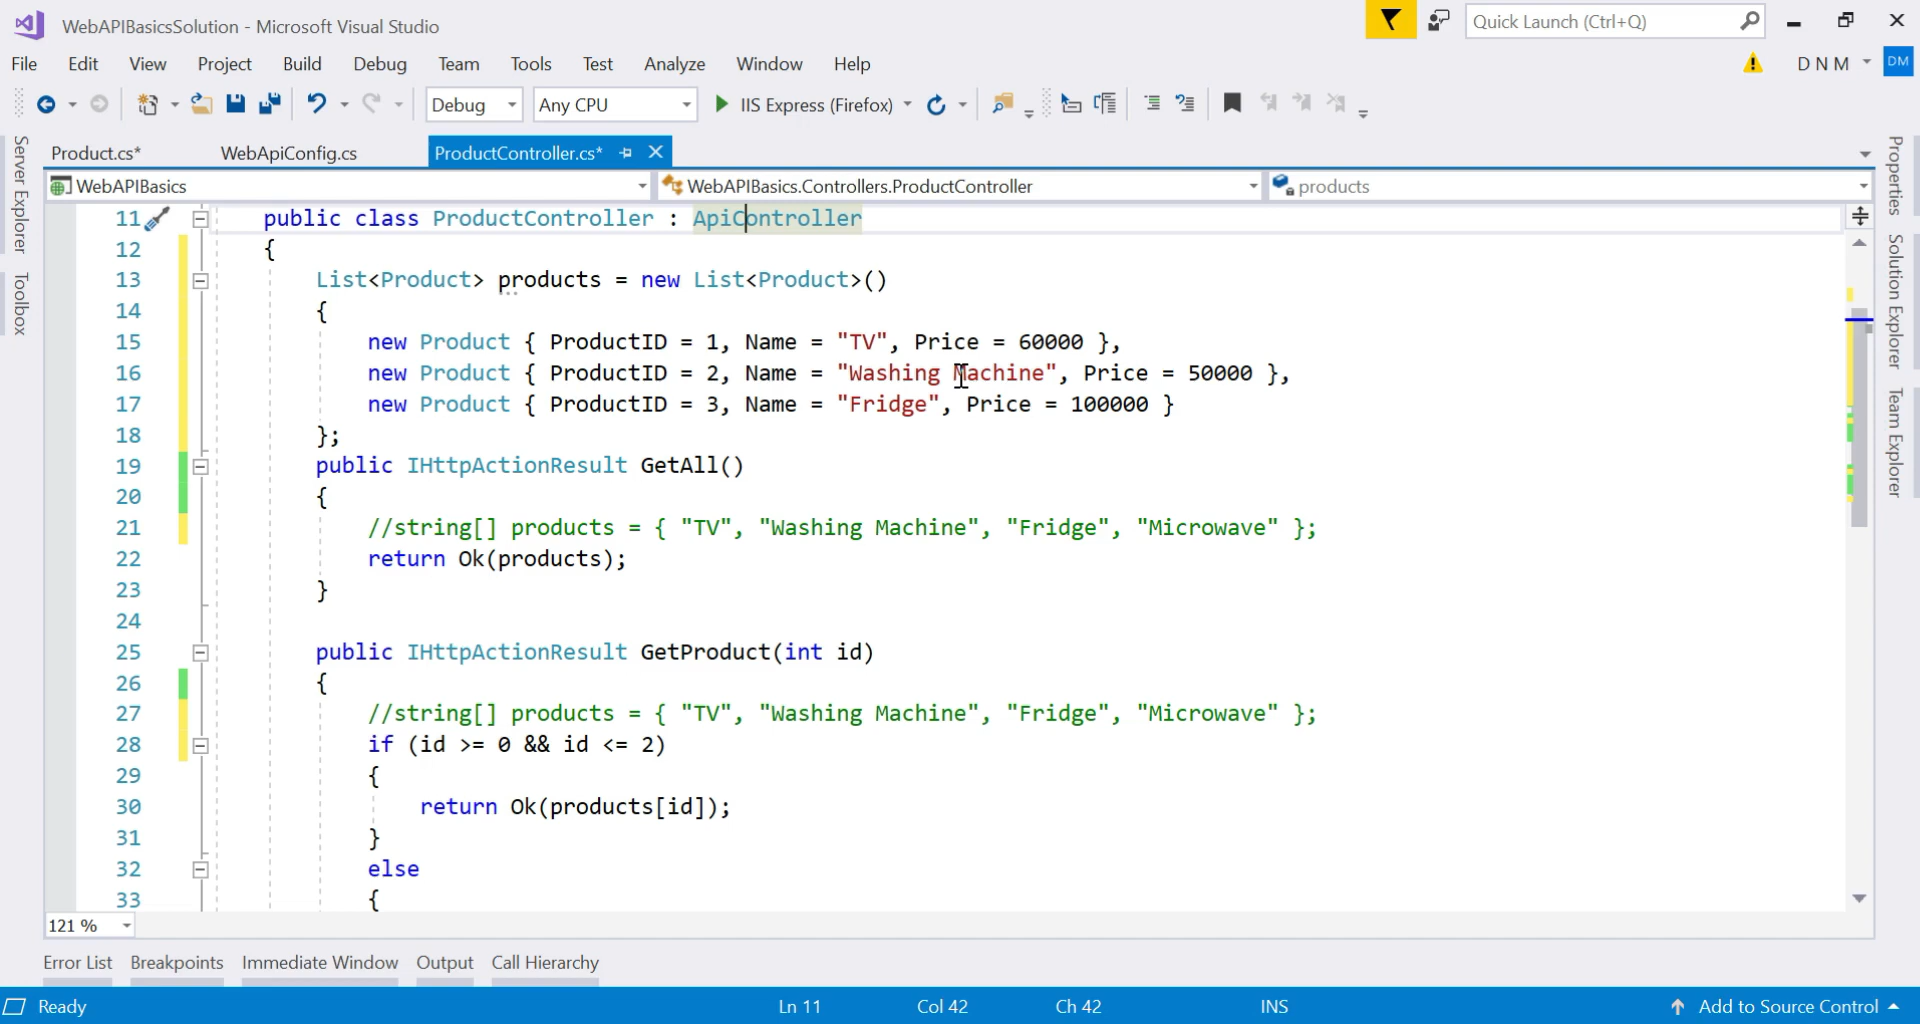 WebAPIBasicsSolution - Microsoft Visual Studio
Quick Launch (Ctrl+Q)
File Edit View Project Build Debug Team Tools Test Analyze Window Help
D N M DM
Debug Any CPU IIS Express (Firefox)
Product.cs* WebApiConfig.cs ProductController.cs*
WebAPIBasics WebAPIBasics.Controllers.ProductController products
Server Explorer
Toolbox
Properties
Solution Explorer
Team Explorer
11 public class ProductController : ApiController
12 {
13 List<Product> products = new List<Product>()
14 {
15 new Product { ProductID = 1, Name = "TV", Price = 60000 },
16 new Product { ProductID = 2, Name = "Washing Machine", Price = 50000 },
17 new Product { ProductID = 3, Name = "Fridge", Price = 100000 }
18 };
19 public IHttpActionResult GetAll()
20 {
21 //string[] products = { "TV", "Washing Machine", "Fridge", "Microwave" };
22 return Ok(products);
23 }
24
25 public IHttpActionResult GetProduct(int id)
26 {
27 //string[] products = { "TV", "Washing Machine", "Fridge", "Microwave" };
28 if (id >= 0 && id <= 2)
29 {
30 return Ok(products[id]);
31 }
32 else
33 {
121 %
Error List Breakpoints Immediate Window Output Call Hierarchy
Ready Ln 11 Col 42 Ch 42 INS Add to Source Control